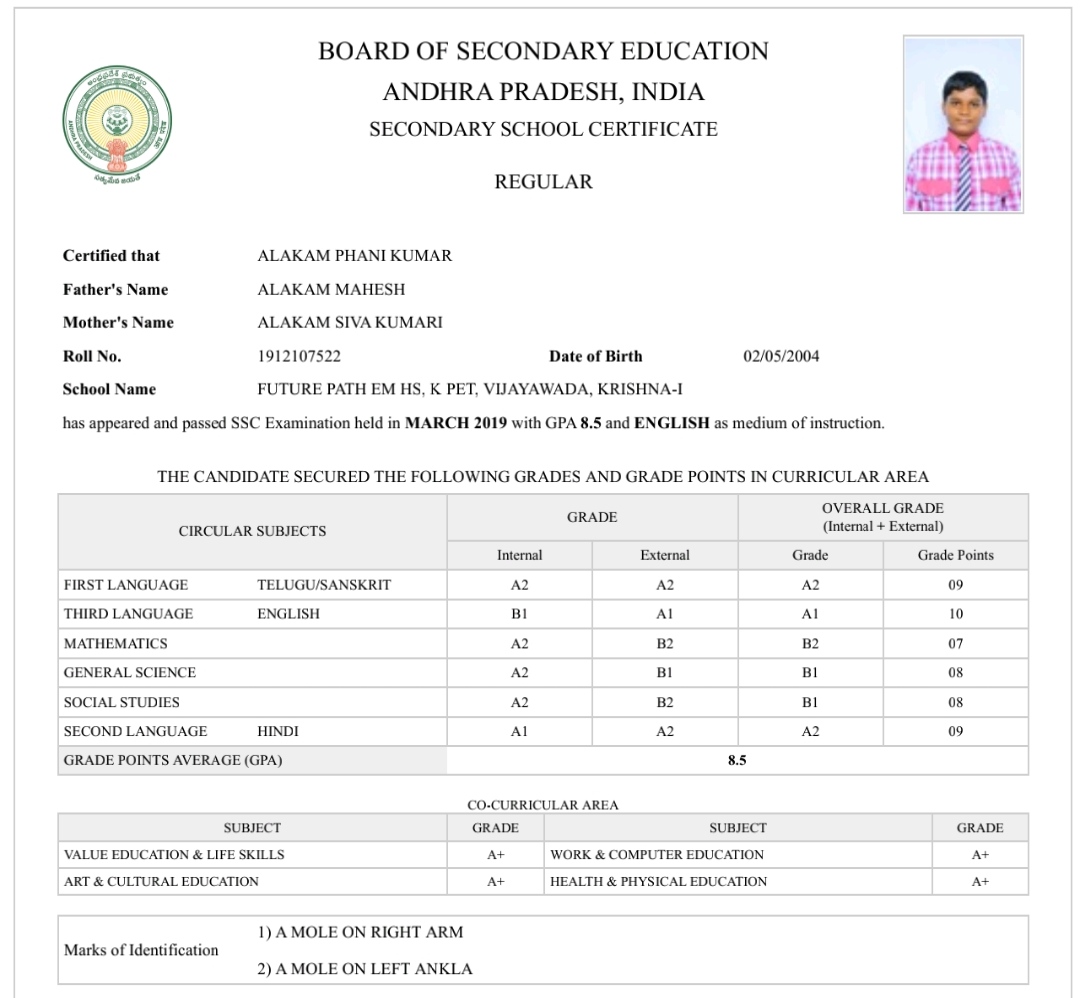 BOARD OF SECONDARY EDUCATION
ANDHRA PRADESH, INDIA
SECONDARY SCHOOL CERTIFICATE
REGULAR
ఆంధ్రప్రదేశ్ ప్రభుత్వం
ANDHRA PRADESH
సత్యమేవ జయతే
Certified that ALAKAM PHANI KUMAR
Father's Name ALAKAM MAHESH
Mother's Name ALAKAM SIVA KUMARI
Roll No. 1912107522 Date of Birth 02/05/2004
School Name FUTURE PATH EM HS, K PET, VIJAYAWADA, KRISHNA-I
has appeared and passed SSC Examination held in MARCH 2019 with GPA 8.5 and ENGLISH as medium of instruction.
THE CANDIDATE SECURED THE FOLLOWING GRADES AND GRADE POINTS IN CURRICULAR AREA
CIRCULAR SUBJECTS GRADE OVERALL GRADE
(Internal + External)
Internal External Grade Grade Points
FIRST LANGUAGE TELUGU/SANSKRIT A2 A2 A2 09
THIRD LANGUAGE ENGLISH B1 A1 A1 10
MATHEMATICS A2 B2 B2 07
GENERAL SCIENCE A2 B1 B1 08
SOCIAL STUDIES A2 B2 B1 08
SECOND LANGUAGE HINDI A1 A2 A2 09
GRADE POINTS AVERAGE (GPA) 8.5
CO-CURRICULAR AREA
SUBJECT GRADE SUBJECT GRADE
VALUE EDUCATION & LIFE SKILLS A+ WORK & COMPUTER EDUCATION A+
ART & CULTURAL EDUCATION A+ HEALTH & PHYSICAL EDUCATION A+
Marks of Identification
1) A MOLE ON RIGHT ARM
2) A MOLE ON LEFT ANKLA